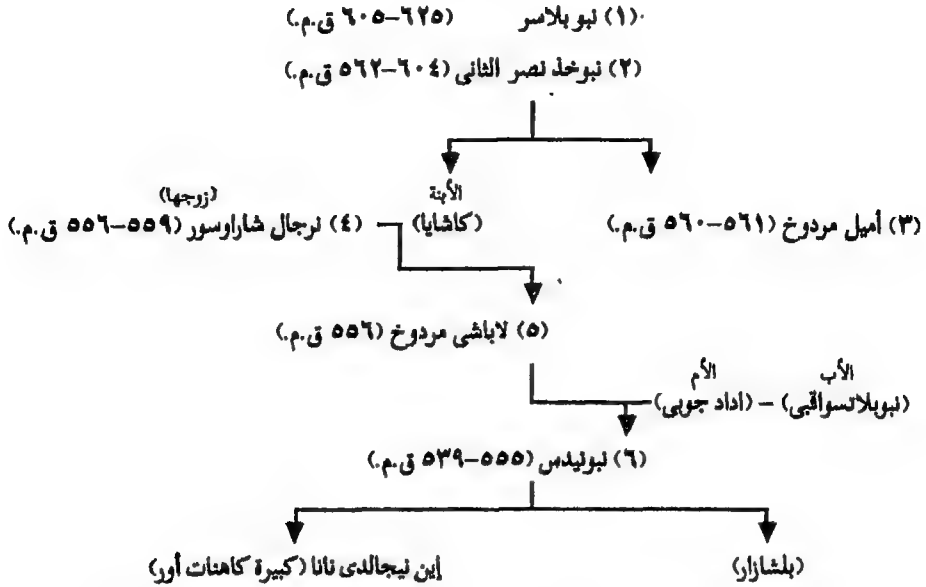 (١) نبوبلاسر (٦٢٥–٦٠٥ ق.م.)
(٢) نبوخذ نصر الثانى (٦٠٤–٥٦٢ ق.م.)
الأبنة
(زوجها)
(٣) أميل مردوخ (٥٦١–٥٦٠ ق.م.) (كاشايا) (٤) نرجال شاراوسور (٥٥٩–٥٥٦ ق.م.)
(٥) لاباشى مردوخ (٥٥٦ ق.م.)
الأب الأم
(نبوبلاتسواقبى) – (اداد جوبى)
(٦) نبونيدس (٥٥٥–٥٣٩ ق.م.)
(بلشازار) إين نيجالدى نانا (كبيرة كاهنات أور)